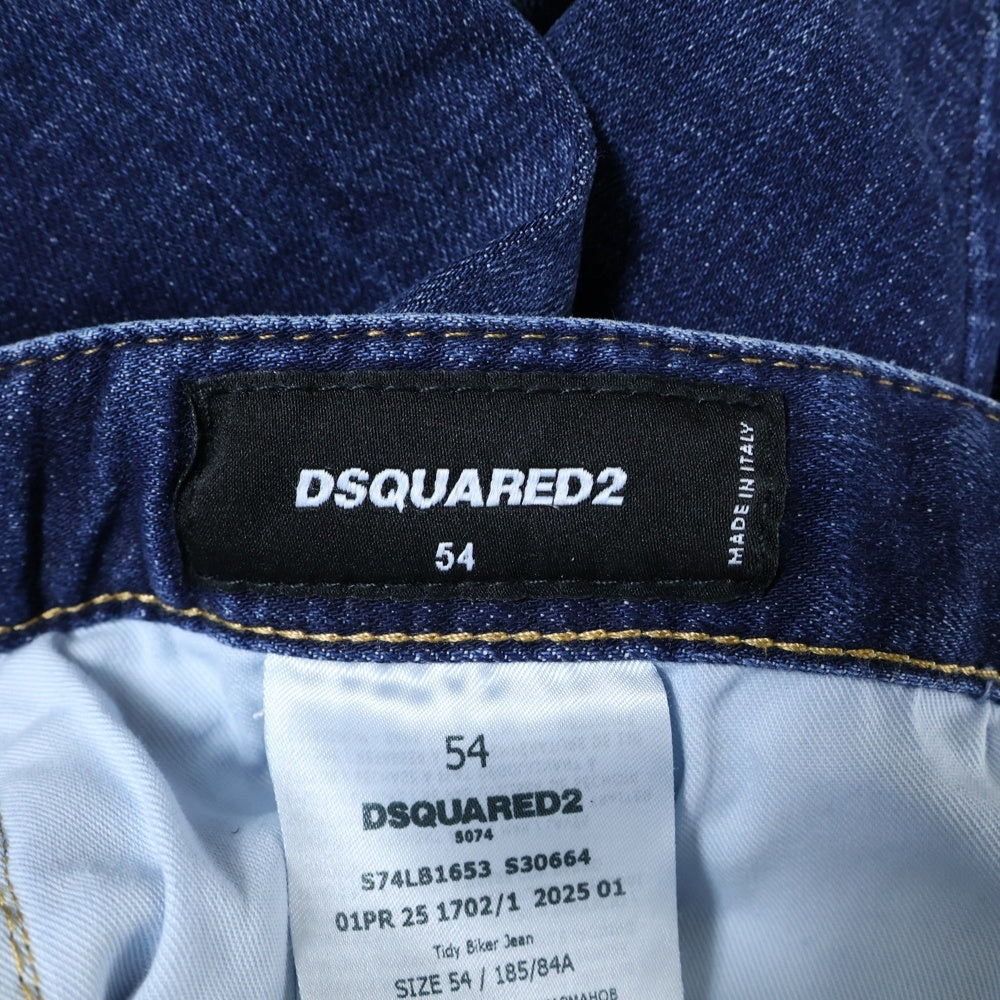 DSQUARED2
54
MADE IN ITALY
54
DSQUARED2
S074
S74LB1653 S30664
01PR 25 1702/1 2025 01
Tidy Biker Jean
SIZE 54 / 185/84A